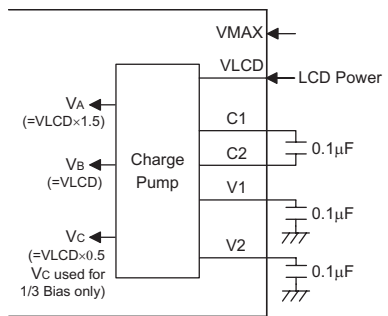 VMAX
VLCD
LCD Power
VA
(=VLCD×1.5)
C1
0.1μF
C2
VB
(=VLCD)
Charge
Pump
V1
0.1μF
VC
(=VLCD×0.5
VC used for
1/3 Bias only)
V2
0.1μF